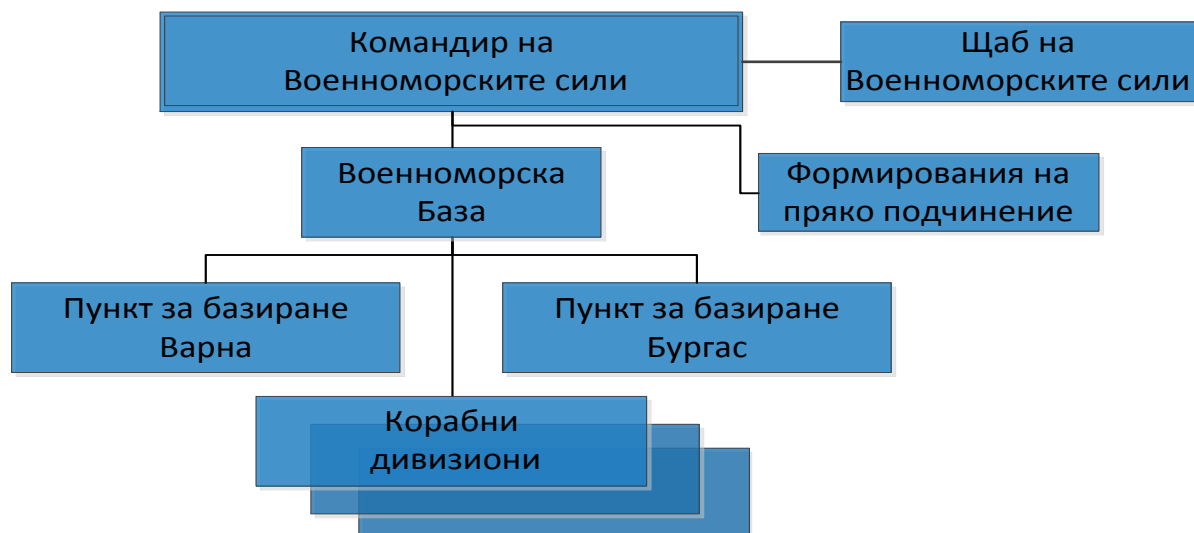 Командир на
Военноморските сили
Щаб на
Военноморските сили
Военноморска
База
Формирования на
пряко подчинение
Пункт за базиране
Варна
Пункт за базиране
Бургас
Корабни
дивизиони